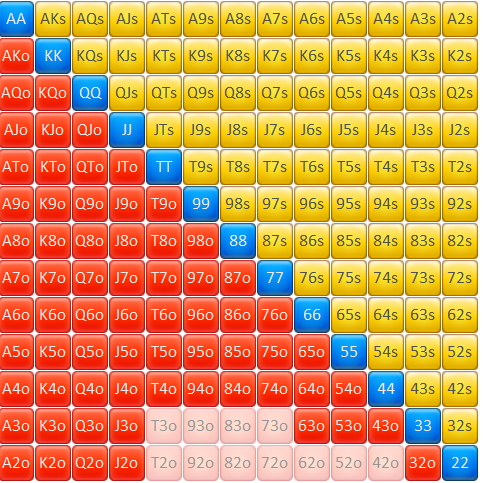 AA AKs AQs AJs ATs A9s A8s A7s A6s A5s A4s A3s A2s
AKo KK KQs KJs KTs K9s K8s K7s K6s K5s K4s K3s K2s
AQo KQo QQ QJs QTs Q9s Q8s Q7s Q6s Q5s Q4s Q3s Q2s
AJo KJo QJo JJ JTs J9s J8s J7s J6s J5s J4s J3s J2s
ATo KTo QTo JTo TT T9s T8s T7s T6s T5s T4s T3s T2s
A9o K9o Q9o J9o T9o 99 98s 97s 96s 95s 94s 93s 92s
A8o K8o Q8o J8o T8o 98o 88 87s 86s 85s 84s 83s 82s
A7o K7o Q7o J7o T7o 97o 87o 77 76s 75s 74s 73s 72s
A6o K6o Q6o J6o T6o 96o 86o 76o 66 65s 64s 63s 62s
A5o K5o Q5o J5o T5o 95o 85o 75o 65o 55 54s 53s 52s
A4o K4o Q4o J4o T4o 94o 84o 74o 64o 54o 44 43s 42s
A3o K3o Q3o J3o T3o 93o 83o 73o 63o 53o 43o 33 32s
A2o K2o Q2o J2o T2o 92o 82o 72o 62o 52o 42o 32o 22